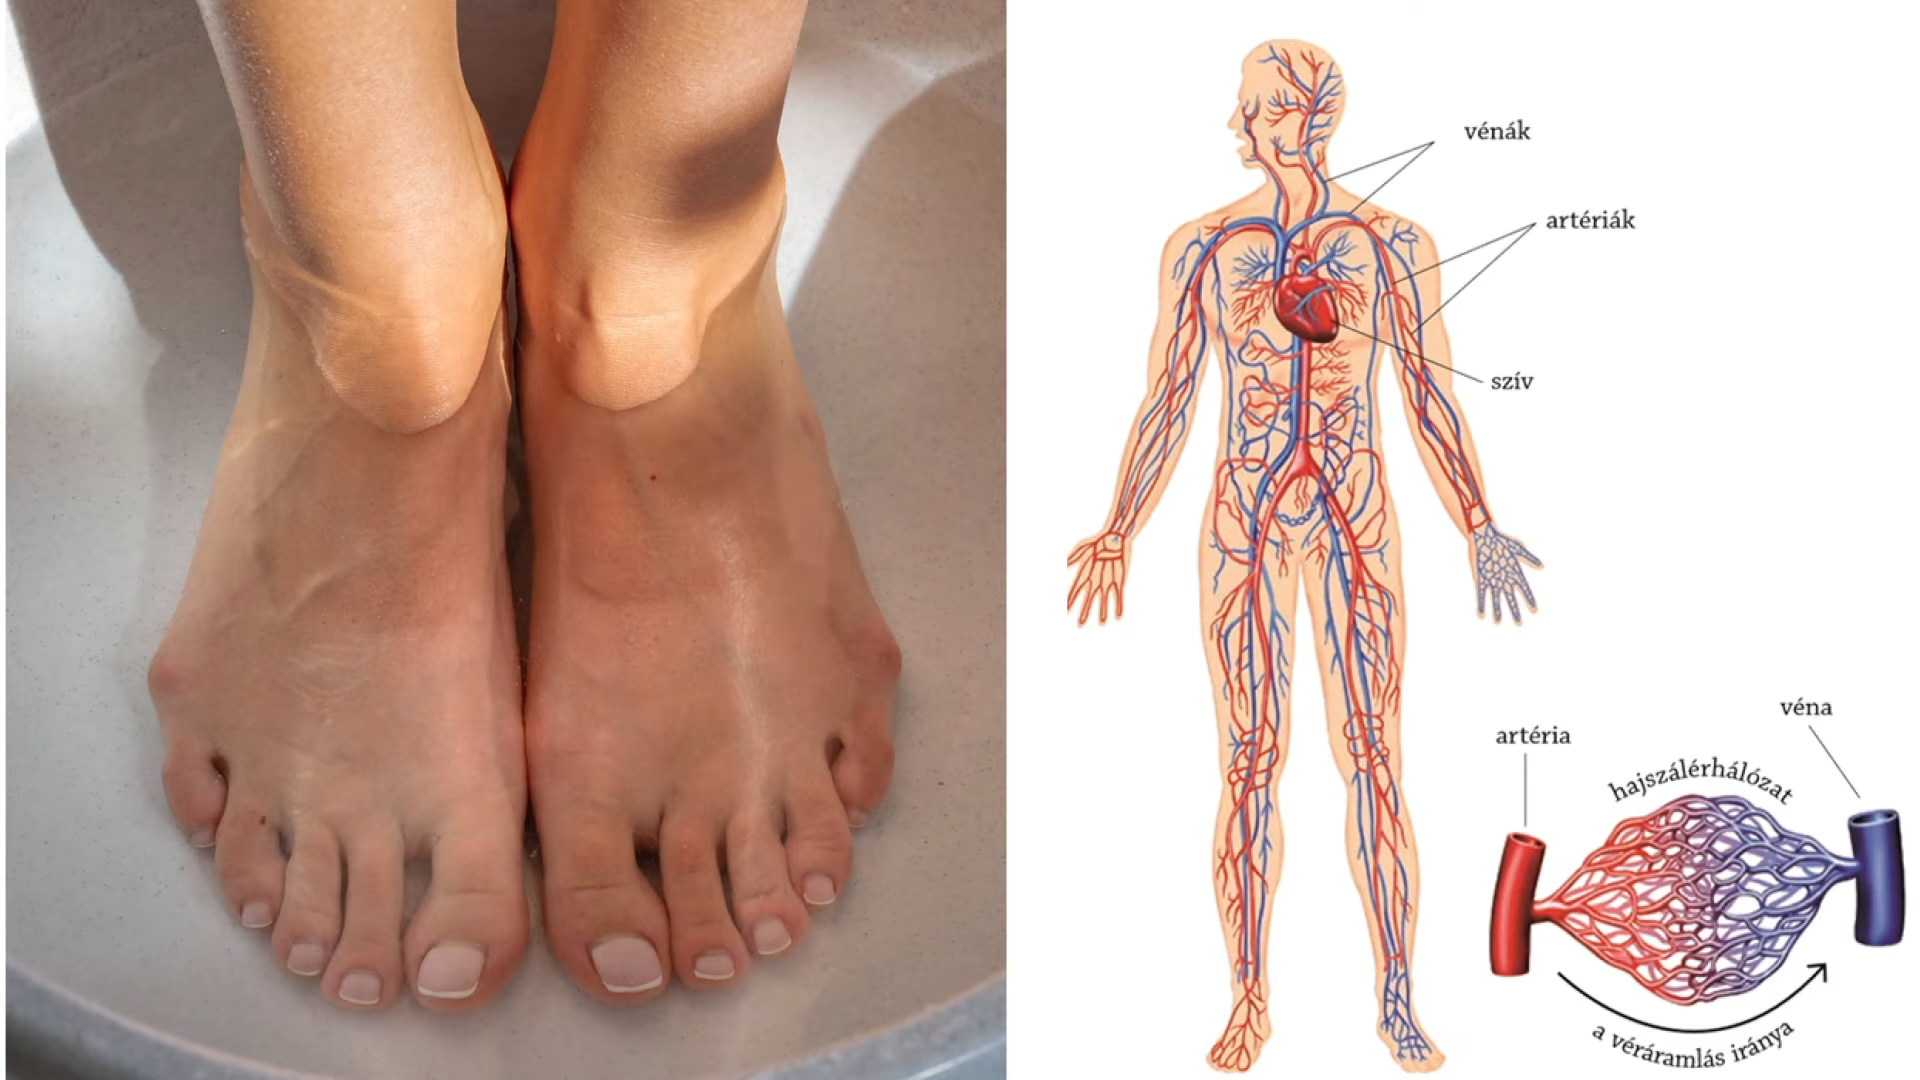 vénák
artériák
szív
véna
artéria
hajszálérhálózat
a véráramlás iránya